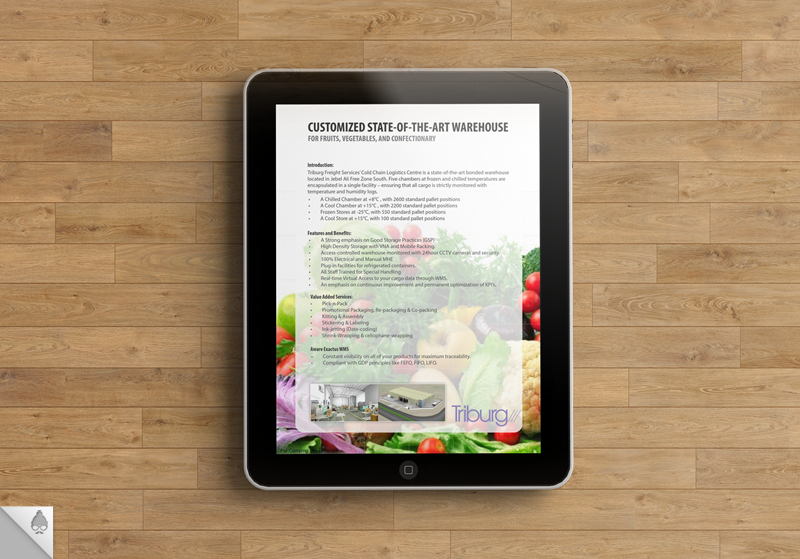 CUSTOMIZED STATE-OF-THE-ART WAREHOUSE
FOR FRUITS, VEGETABLES, AND CONFECTIONARY
Introduction:
Triburg Freight Services' Cold Chain Logistics Centre is a state-of-the-art bonded warehouse
located in Jebel Ali Free Zone South. Five chambers at frozen and chilled temperatures are
encapsulated in a single facility – ensuring that all cargo is strictly monitored with
temperature and humidity logs.
• A Chilled Chamber at +8°C , with 2600 standard pallet positions
• A Cool Chamber at +15°C , with 2200 standard pallet positions
• Frozen Stores at -25°C, with 550 standard pallet positions
• A Cool Store at +15°C, with 100 standard pallet positions
Features and Benefits:
• A Strong emphasis on Good Storage Practices (GSP)
• High Density Storage with VNA and Mobile Racking.
• Access-controlled warehouse monitored with 24hour CCTV cameras and security.
• 100% Electrical and Manual MHE
• Plug-in facilities for refrigerated containers.
• All Staff Trained for Special Handling
• Real-time Virtual Access to your cargo data through WMS.
• An emphasis on continuous improvement and permanent optimization of KPI's.
Value Added Services:
• Pick-n-Pack
• Promotional Packaging, Re-packaging & Co-packing
• Kitting & Assembly
• Stickering & Labeling
• Ink-Jetting (Date-coding)
• Shrink-Wrapping & cellophane-wrapping
Aware Exactus WMS
• Constant visibility on all of your products for maximum traceability.
Compliant with GDP principles like FEFO, FIFO, LIFO.
Triburg